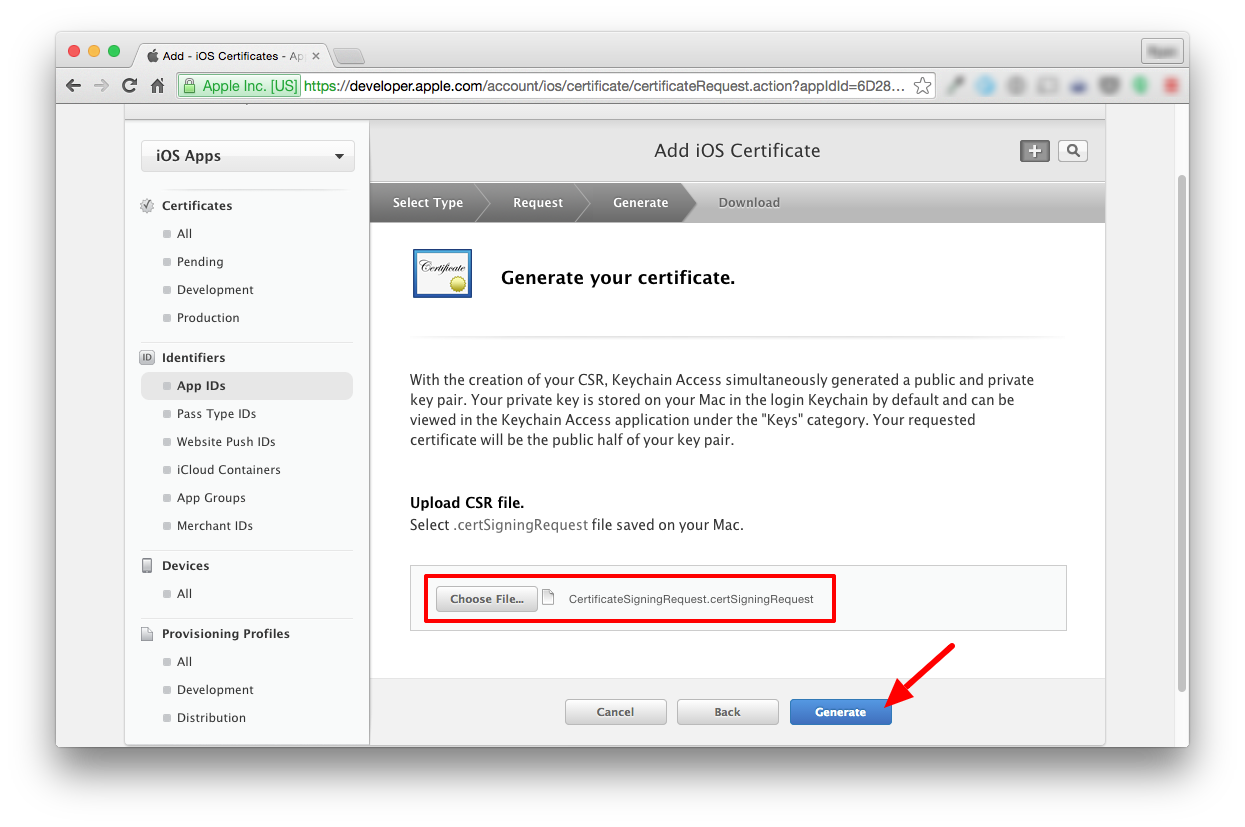 Add - iOS Certificates - Ap
Apple Inc. [US] https://developer.apple.com/account/ios/certificate/certificateRequest.action?appIdId=6D28...
iOS Apps
Certificates
All
Pending
Development
Production
ID Identifiers
App IDs
Pass Type IDs
Website Push IDs
iCloud Containers
App Groups
Merchant IDs
Devices
All
Provisioning Profiles
All
Development
Distribution
Add iOS Certificate
Select Type Request Generate Download
Certificate
Generate your certificate.
With the creation of your CSR, Keychain Access simultaneously generated a public and private
key pair. Your private key is stored on your Mac in the login Keychain by default and can be
viewed in the Keychain Access application under the "Keys" category. Your requested
certificate will be the public half of your key pair.
Upload CSR file.
Select .certSigningRequest file saved on your Mac.
Choose File... CertificateSigningRequest.certSigningRequest
Cancel Back Generate